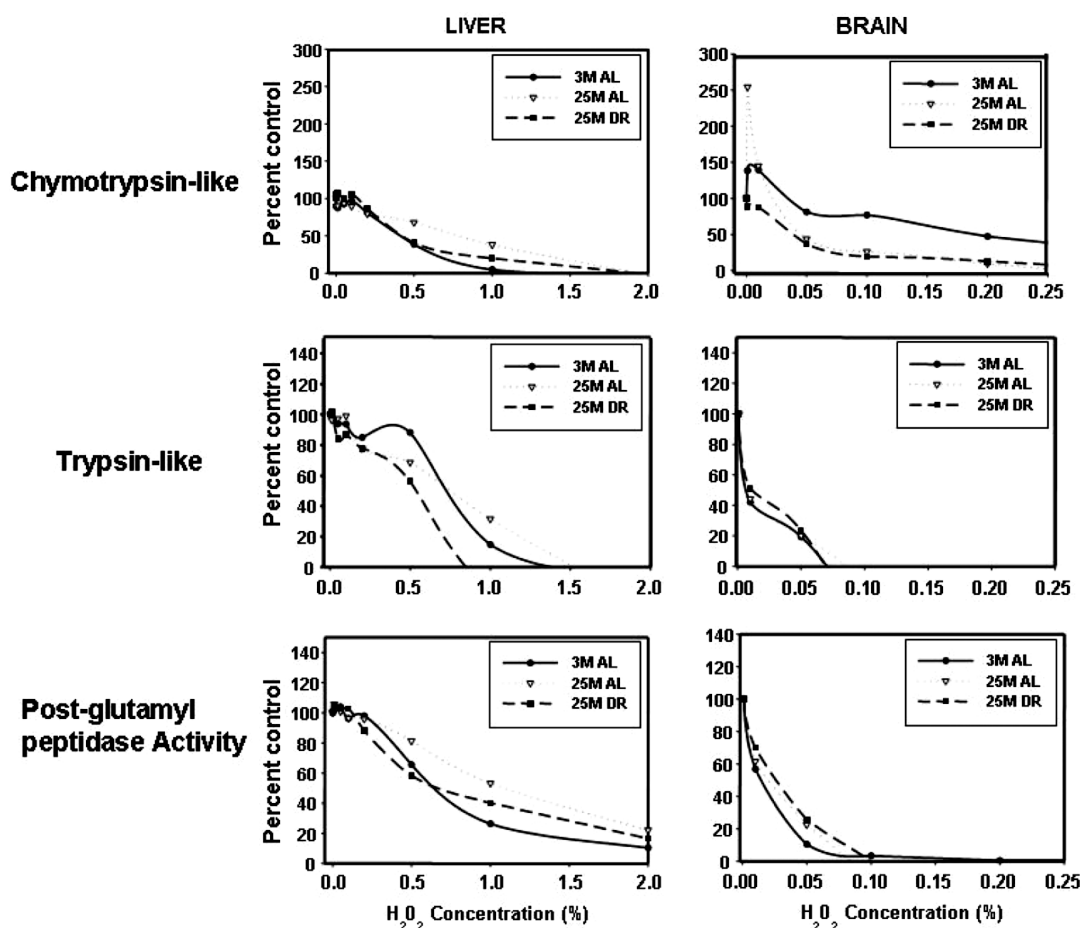 LIVER
BRAIN
Chymotrypsin-like
Percent control
300
250
200
150
100
50
0
0.0 0.5 1.0 1.5 2.0
3M AL
25M AL
25M DR
300
250
200
150
100
50
0
0.00 0.05 0.10 0.15 0.20 0.25
3M AL
25M AL
25M DR
Trypsin-like
Percent control
140
120
100
80
60
40
20
0
0.0 0.5 1.0 1.5 2.0
3M AL
25M AL
25M DR
140
120
100
80
60
40
20
0
0.00 0.05 0.10 0.15 0.20 0.25
3M AL
25M AL
25M DR
Post-glutamyl
peptidase Activity
Percent control
140
120
100
80
60
40
20
0
0.0 0.5 1.0 1.5 2.0
H₂O₂ Concentration (%)
3M AL
25M AL
25M DR
140
120
100
80
60
40
20
0
0.00 0.05 0.10 0.15 0.20 0.25
H₂O₂ Concentration (%)
3M AL
25M AL
25M DR